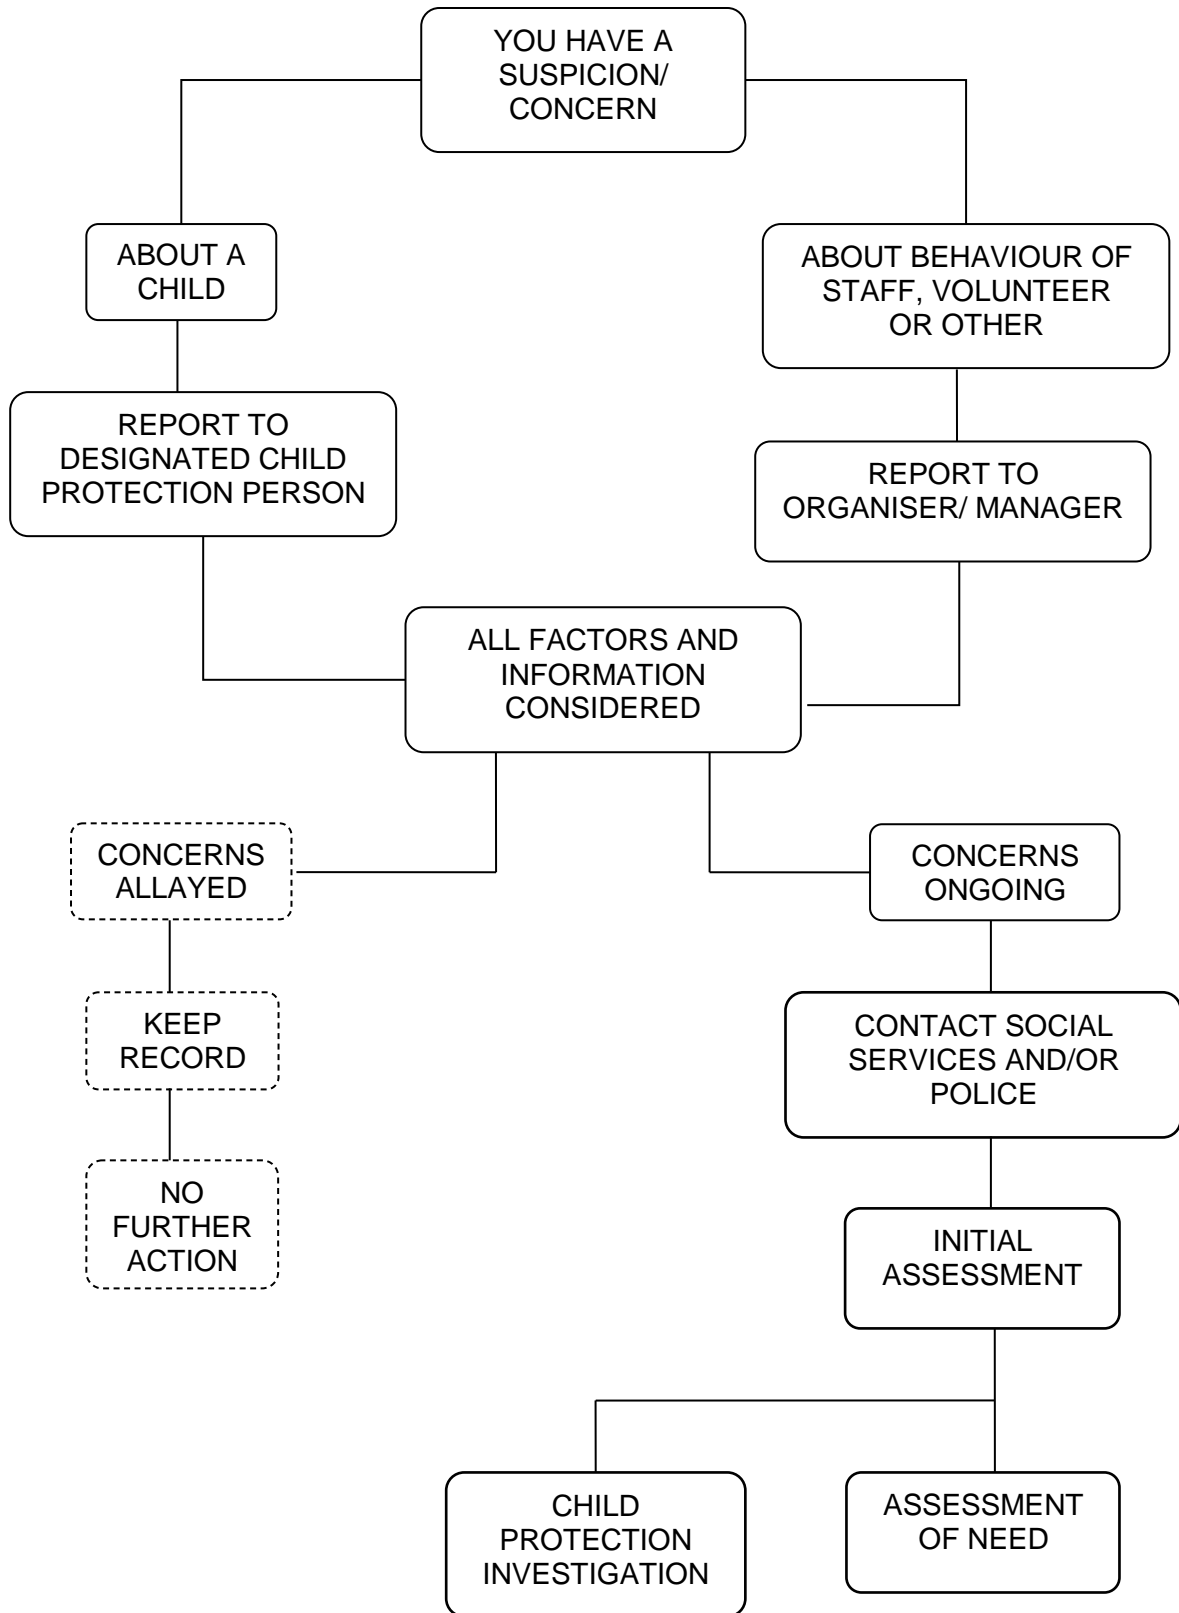 YOU HAVE A
SUSPICION/
CONCERN
ABOUT A
CHILD
ABOUT BEHAVIOUR OF
STAFF, VOLUNTEER
OR OTHER
REPORT TO
DESIGNATED CHILD
PROTECTION PERSON
REPORT TO
ORGANISER/ MANAGER
ALL FACTORS AND
INFORMATION
CONSIDERED
CONCERNS
ALLAYED
CONCERNS
ONGOING
KEEP
RECORD
CONTACT SOCIAL
SERVICES AND/OR
POLICE
NO
FURTHER
ACTION
INITIAL
ASSESSMENT
CHILD
PROTECTION
INVESTIGATION
ASSESSMENT
OF NEED